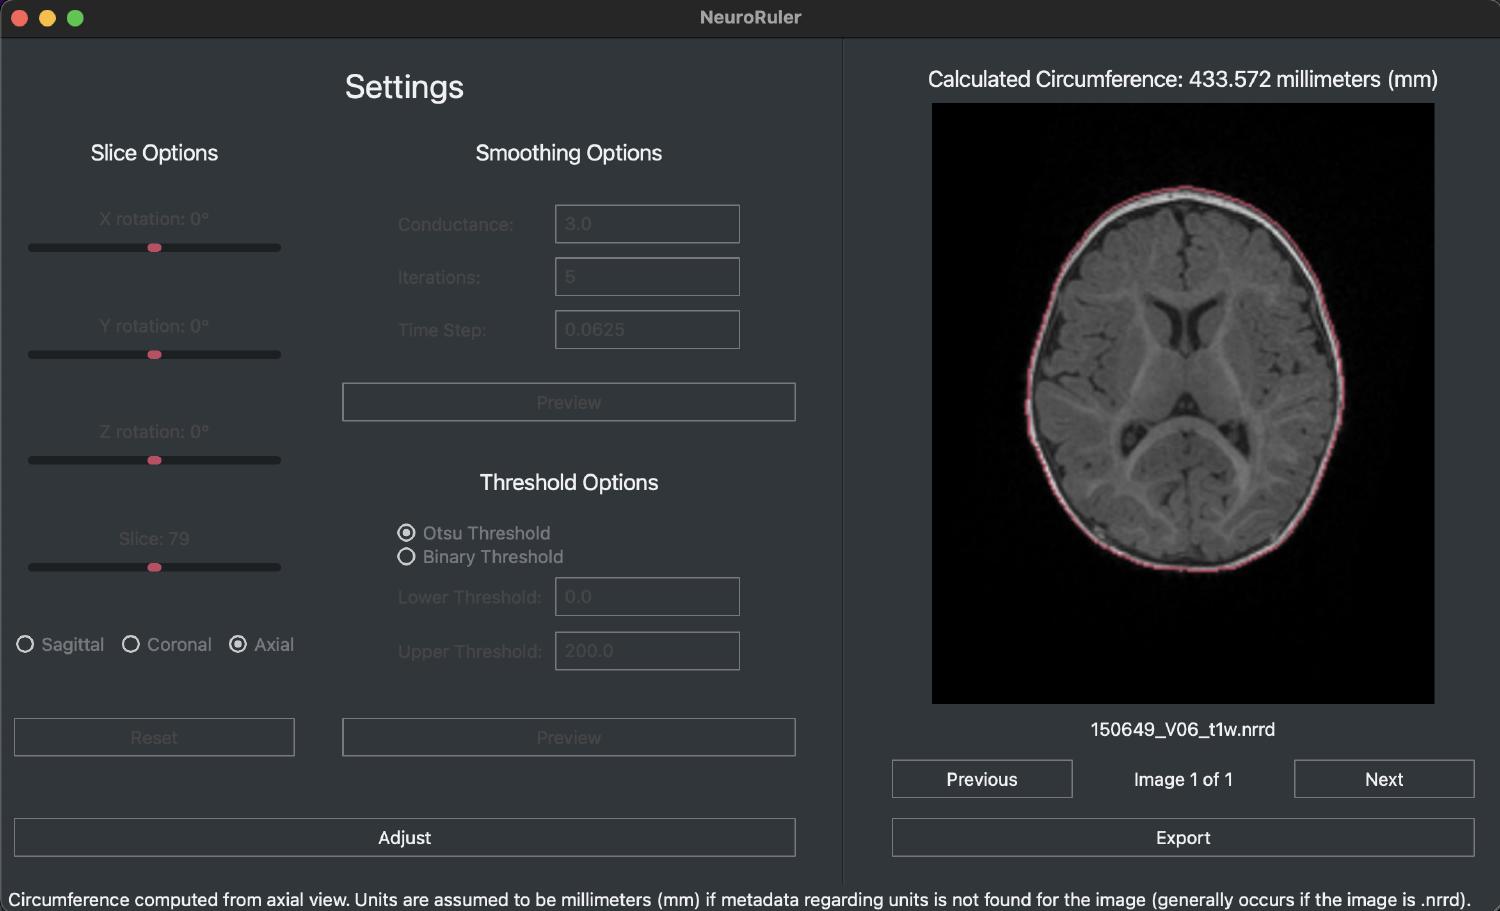 NeuroRuler
Settings
Slice Options
X rotation: 0°
Y rotation: 0°
Z rotation: 0°
Slice: 79
Sagittal
Coronal
Axial
Reset
Smoothing Options
Conductance: 3.0
Iterations: 5
Time Step: 0.0625
Preview
Threshold Options
Otsu Threshold
Binary Threshold
Lower Threshold: 0.0
Upper Threshold: 200.0
Preview
Adjust
Calculated Circumference: 433.572 millimeters (mm)
150649_V06_t1w.nrrd
Previous
Image 1 of 1
Next
Export
Circumference computed from axial view. Units are assumed to be millimeters (mm) if metadata regarding units is not found for the image (generally occurs if the image is .nrrd).